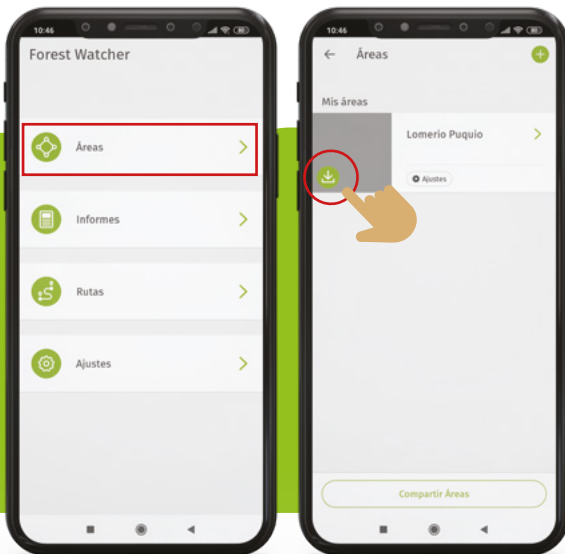 10:46
Forest Watcher
Áreas
Informes
Rutas
Ajustes
10:46
Áreas
Mis áreas
Lomerio Puquio
Ajustes
Compartir Áreas